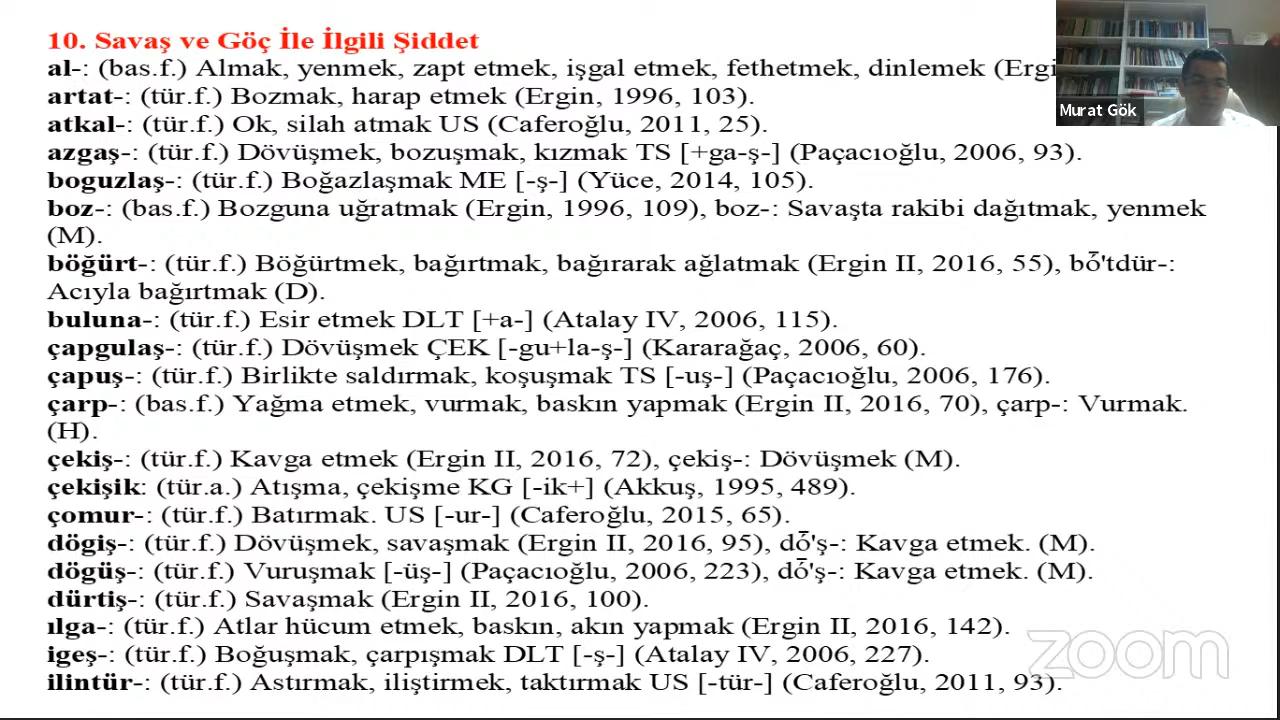 10. Savaş ve Göç İle İlgili Şiddet
al-: (bas.f.) Almak, yenmek, zapt etmek, işgal etmek, fethetmek, dinlemek
artat-: (tür.f.) Bozmak, harap etmek (Ergin, 1996, 103).
Murat Gök
atkal-: (tür.f.) Ok, silah atmak US (Caferoğlu, 2011, 25).
azgaş-: (tür.f.) Dövüşmek, bozuşmak, kızmak TS [+ga-ş-] (Paçacıoğlu, 2006, 93).
boguzlaş-: (tür.f.) Boğazlaşmak ME [-ş-] (Yüce, 2014, 105).
boz-: (bas.f.) Bozguna uğratmak (Ergin, 1996, 109), boz-: Savaşta rakibi dağıtmak, yenmek
(M).
böğürt-: (tür.f.) Böğürtmek, bağırtmak, bağırarak ağlatmak (Ergin II, 2016, 55), bȫ'tdür-:
Acıyla bağırtmak (D).
buluna-: (tür.f.) Esir etmek DLT [+a-] (Atalay IV, 2006, 115).
çapgulaş-: (tür.f.) Dövüşmek ÇEK [-gu+la-ş-] (Kararağaç, 2006, 60).
çapuş-: (tür.f.) Birlikte saldırmak, koşuşmak TS [-uş-] (Paçacıoğlu, 2006, 176).
çarp-: (bas.f.) Yağma etmek, vurmak, baskın yapmak (Ergin II, 2016, 70), çarp-: Vurmak.
(H).
çekiş-: (tür.f.) Kavga etmek (Ergin II, 2016, 72), çekiş-: Dövüşmek (M).
çekişik: (tür.a.) Atışma, çekişme KG [-ik+] (Akkuş, 1995, 489).
çomur-: (tür.f.) Batırmak. US [-ur-] (Caferoğlu, 2015, 65).
dögiş-: (tür.f.) Dövüşmek, savaşmak (Ergin II, 2016, 95), dȫ'ş-: Kavga etmek. (M).
dögüş-: (tür.f.) Vuruşmak [-üş-] (Paçacıoğlu, 2006, 223), dȫ'ş-: Kavga etmek. (M).
dürtiş-: (tür.f.) Savaşmak (Ergin II, 2016, 100).
ılga-: (tür.f.) Atlar hücum etmek, baskın, akın yapmak (Ergin II, 2016, 142).
igeş-: (tür.f.) Boğuşmak, çarpışmak DLT [-ş-] (Atalay IV, 2006, 227).
zoom
ilintür-: (tür.f.) Astırmak, iliştirmek, taktırmak US [-tür-] (Caferoğlu, 2011, 93).